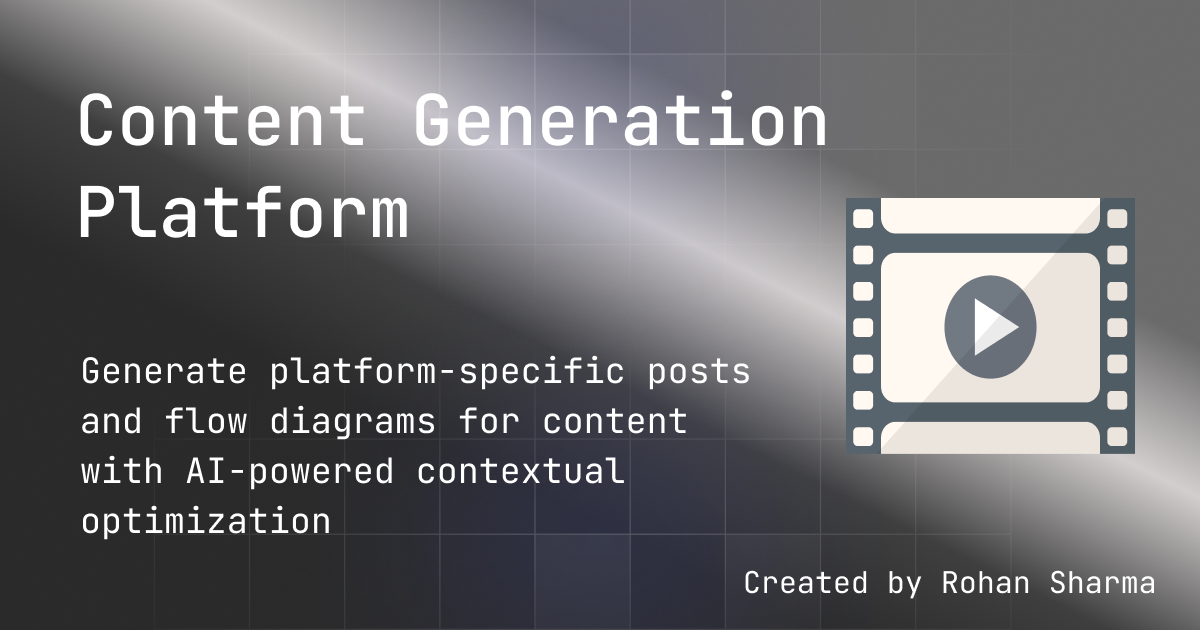 Content Generation
Platform
Generate platform-specific posts
and flow diagrams for content
with AI-powered contextual
optimization
Created by Rohan Sharma